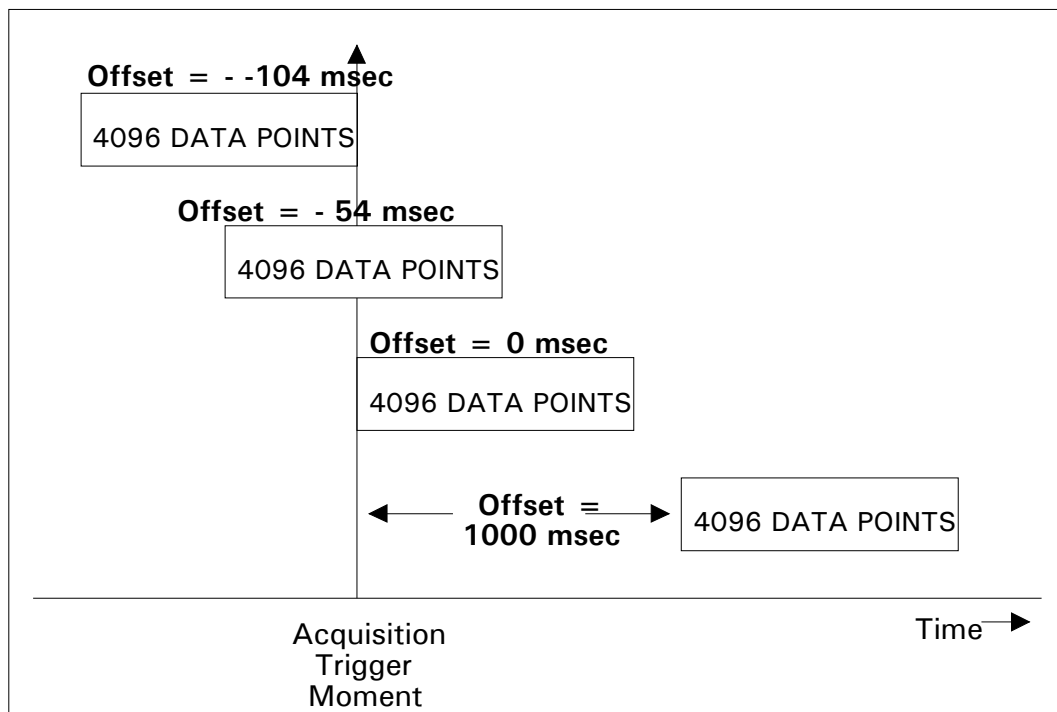 Offset = - -104 msec
4096 DATA POINTS
Offset = - 54 msec
4096 DATA POINTS
Offset = 0 msec
4096 DATA POINTS
Offset =
1000 msec
4096 DATA POINTS
Time
Acquisition
Trigger
Moment